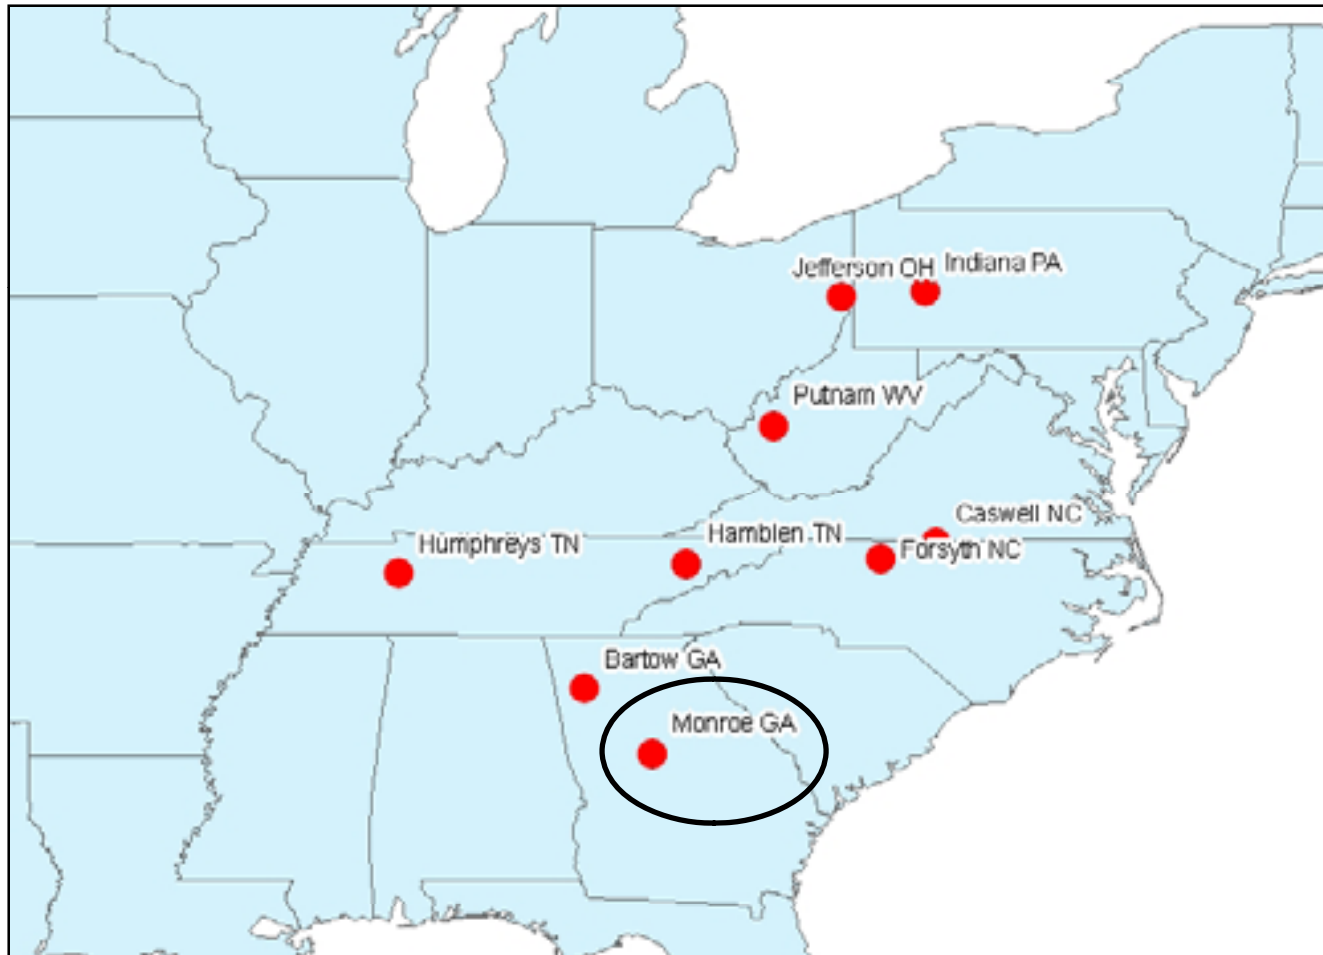 Jefferson OH
Indiana PA
Putnam WV
Caswell NC
Hamblen TN
Humphreys TN
Forsyth NC
Bartow GA
Monroe GA